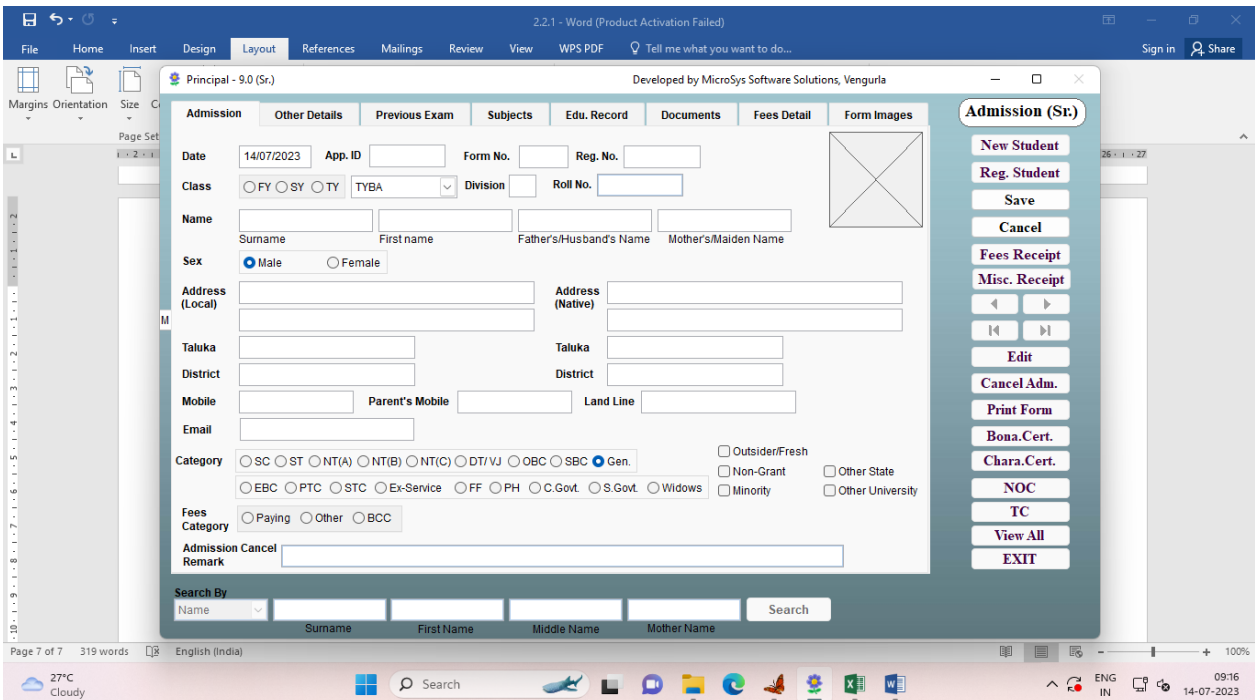 2.2.1 - Word (Product Activation Failed)
File Home Insert Design Layout References Mailings Review View WPS PDF Tell me what you want to do... Sign in Share
Margins Orientation Size
Page Set
Principal - 9.0 (Sr.) Developed by MicroSys Software Solutions, Vengurla
Admission Other Details Previous Exam Subjects Edu. Record Documents Fees Detail Form Images
Admission (Sr.)
Date 14/07/2023 App. ID Form No. Reg. No.
Class FY SY TY TYBA Division Roll No.
Name
Surname First name Father's/Husband's Name Mother's/Maiden Name
Sex Male Female
Address (Local)
Address (Native)
Taluka Taluka
District District
Mobile Parent's Mobile Land Line
Email
Category SC ST NT(A) NT(B) NT(C) DT/VJ OBC SBC Gen.
EBC PTC STC Ex-Service FF PH C.Govt. S.Govt. Widows
Outsider/Fresh
Non-Grant Other State
Minority Other University
Fees Category Paying Other BCC
Admission Cancel Remark
New Student
Reg. Student
Save
Cancel
Fees Receipt
Misc. Receipt
Edit
Cancel Adm.
Print Form
Bona.Cert.
Chara.Cert.
NOC
TC
View All
EXIT
Search By
Name Search
Surname First Name Middle Name Mother Name
Page 7 of 7 319 words English (India) 100%
27°C
Cloudy
Search
ENG
IN
09:16
14-07-2023